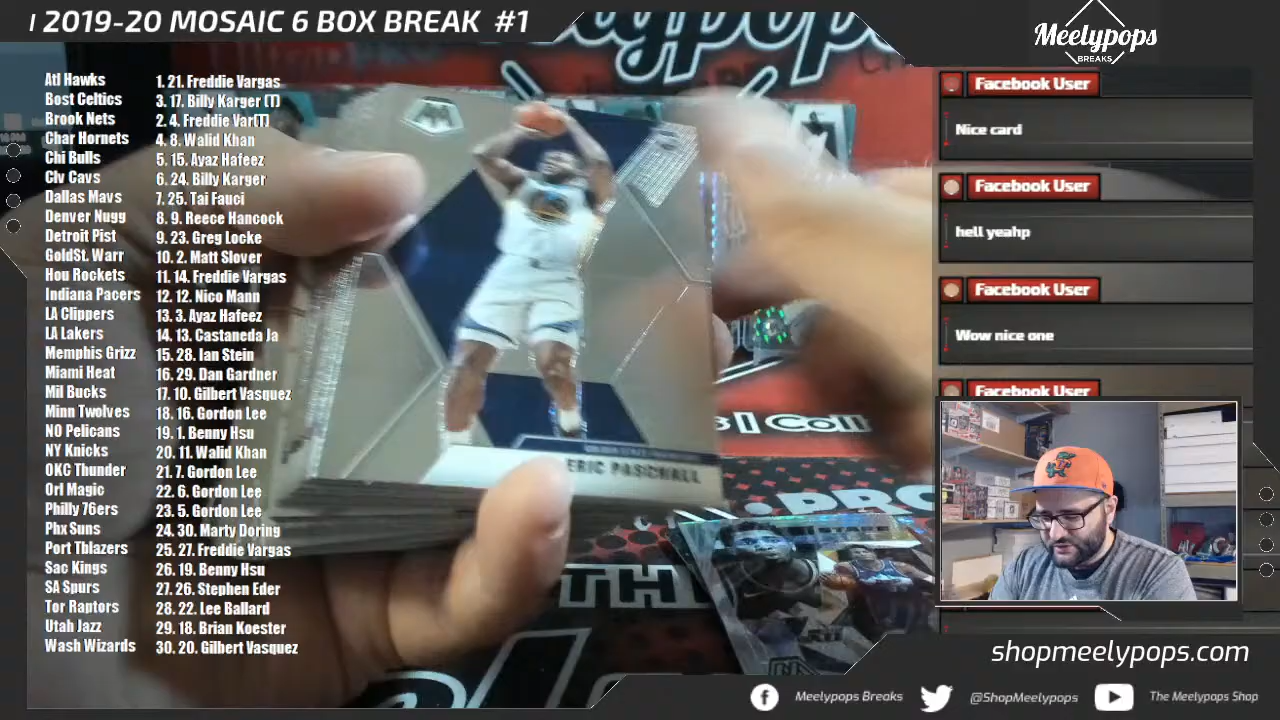 2019-20 MOSAIC 6 BOX BREAK #1
Meelypops
BREAKS
Atl Hawks 1. 21. Freddie Vargas
Bost Celtics 3. 17. Billy Karger (T)
Brook Nets 2. 4. Freddie Var(T)
Char Hornets 4. 8. Walid Khan
Chi Bulls 5. 15. Ayaz Hafeez
Clv Cavs 6. 24. Billy Karger
Dallas Mavs 7. 25. Tai Fauci
Denver Nugg 8. 9. Reece Hancock
Detroit Pist 9. 23. Greg Locke
GoldSt. Warr 10. 2. Matt Slover
Hou Rockets 11. 14. Freddie Vargas
Indiana Pacers 12. 12. Nico Mann
LA Clippers 13. 3. Ayaz Hafeez
LA Lakers 14. 13. Castaneda Ja
Memphis Grizz 15. 28. Ian Stein
Miami Heat 16. 29. Dan Gardner
Mil Bucks 17. 10. Gilbert Vasquez
Minn Twolves 18. 16. Gordon Lee
NO Pelicans 19. 1. Benny Hsu
NY Knicks 20. 11. Walid Khan
OKC Thunder 21. 7. Gordon Lee
Orl Magic 22. 6. Gordon Lee
Philly 76ers 23. 5. Gordon Lee
Phx Suns 24. 30. Marty Doring
Port Tblazers 25. 27. Freddie Vargas
Sac Kings 26. 19. Benny Hsu
SA Spurs 27. 26. Stephen Eder
Tor Raptors 28. 22. Lee Ballard
Utah Jazz 29. 18. Brian Koester
Wash Wizards 30. 20. Gilbert Vasquez
ERIC PASCHALL
Facebook User
Nice card
Facebook User
hell yeahp
Facebook User
Wow nice one
Facebook User
shopmeelypops.com
Meelypops Breaks
@ShopMeelypops
The Meelypops Shop